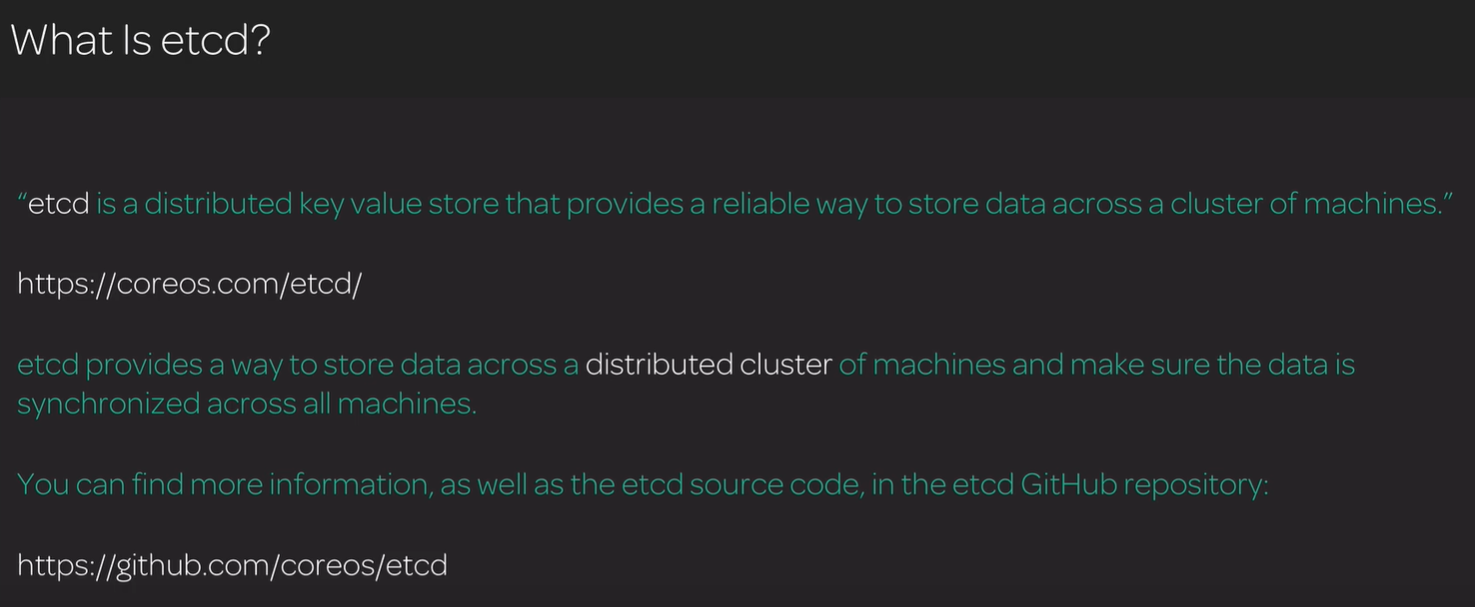 What Is etcd?
“etcd is a distributed key value store that provides a reliable way to store data across a cluster of machines.”
https://coreos.com/etcd/
etcd provides a way to store data across a distributed cluster of machines and make sure the data is
synchronized across all machines.
You can find more information, as well as the etcd source code, in the etcd GitHub repository:
https://github.com/coreos/etcd